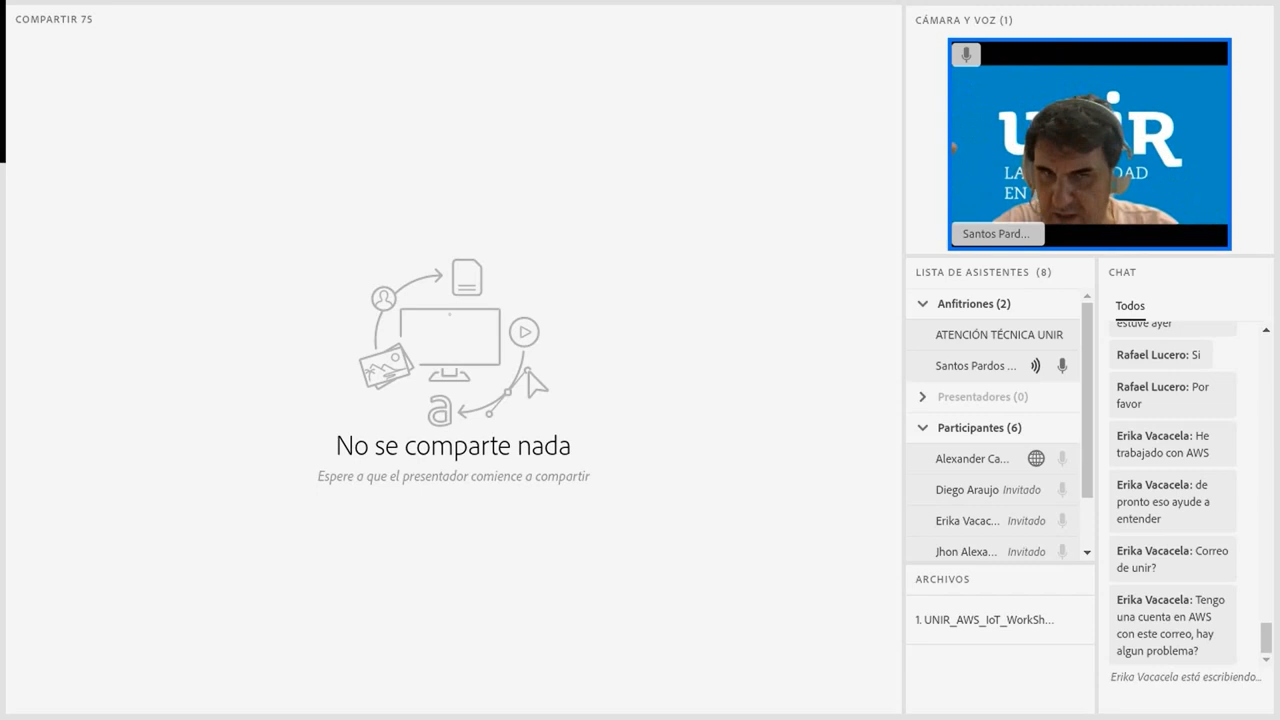 COMPARTIR 75
No se comparte nada
Espere a que el presentador comience a compartir
CÁMARA Y VOZ (1)
UNIR
LA
DAD
EN
Santos Pard...
LISTA DE ASISTENTES (8)
Anfitriones (2)
ATENCIÓN TÉCNICA UNIR
Santos Pardos ...
Presentadores (0)
Participantes (6)
Alexander Ca...
Diego Araujo Invitado
Erika Vacac... Invitado
Jhon Alexa... Invitado
ARCHIVOS
1. UNIR_AWS_IoT_WorkSh...
CHAT
Todos
estuve ayer
Rafael Lucero: Si
Rafael Lucero: Por
favor
Erika Vacacela: He
trabajado con AWS
Erika Vacacela: de
pronto eso ayude a
entender
Erika Vacacela: Correo
de unir?
Erika Vacacela: Tengo
una cuenta en AWS
con este correo, hay
algun problema?
Erika Vacacela está escribiendo...